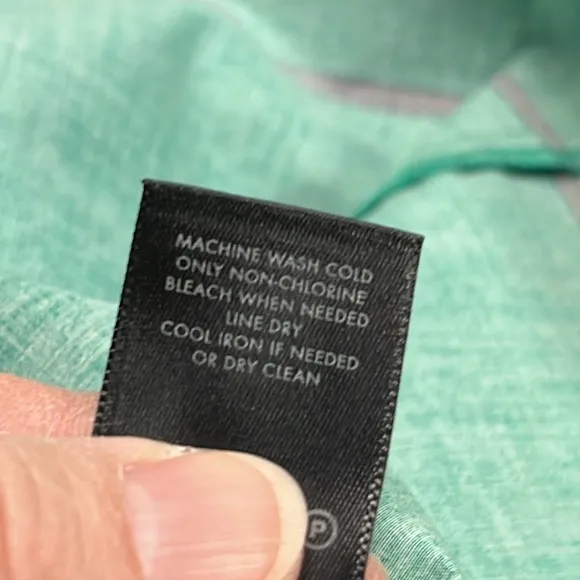 MACHINE WASH COLD
ONLY NON-CHLORINE
BLEACH WHEN NEEDED
LINE DRY
COOL IRON IF NEEDED
OR DRY CLEAN
P